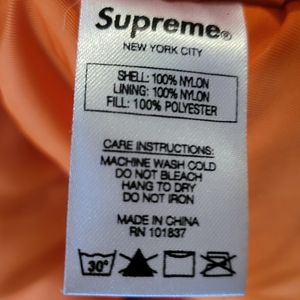 Supreme®
NEW YORK CITY
SHELL: 100% NYLON
LINING: 100% NYLON
FILL: 100% POLYESTER
CARE INSTRUCTIONS:
MACHINE WASH COLD
DO NOT BLEACH
HANG TO DRY
DO NOT IRON
MADE IN CHINA
RN 101837
30°